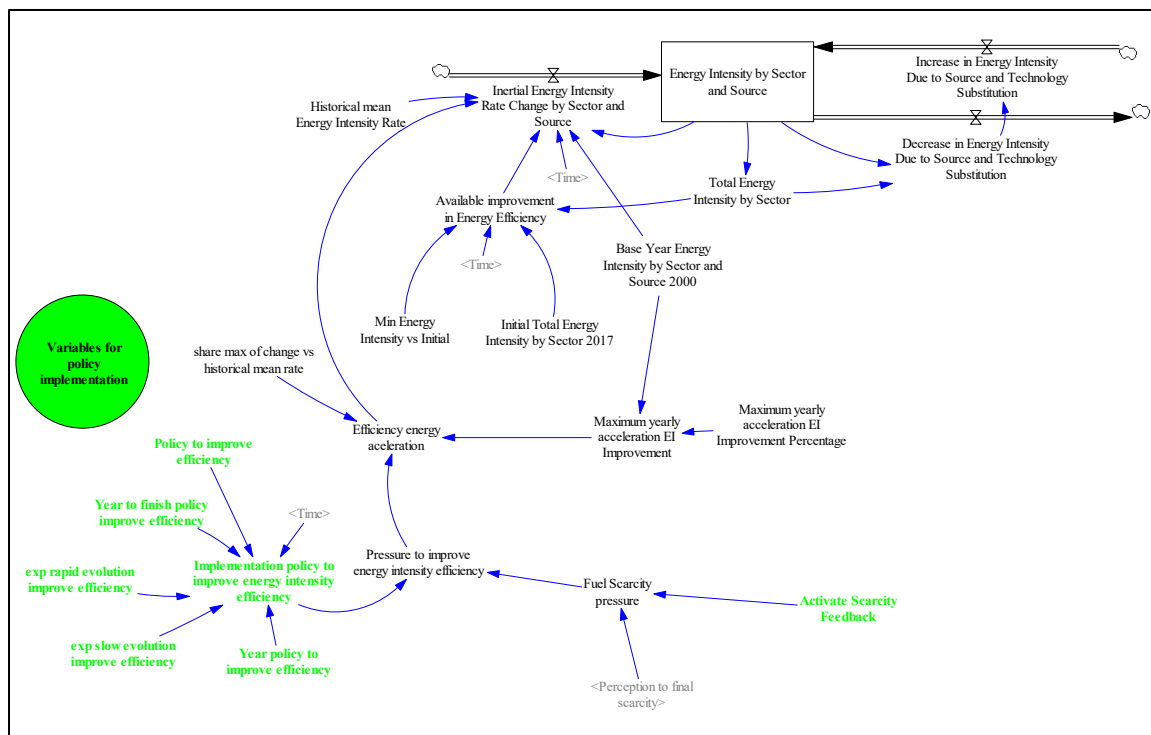 Energy Intensity by Sector
and Source
Increase in Energy Intensity
Due to Source and Technology
Substitution
Inertial Energy Intensity
Rate Change by Sector and
Source
Historical mean
Energy Intensity Rate
Decrease in Energy Intensity
Due to Source and Technology
Substitution
<Time>
Total Energy
Intensity by Sector
Available improvement
in Energy Efficiency
<Time>
Base Year Energy
Intensity by Sector and
Source 2000
Min Energy
Intensity vs Initial
Initial Total Energy
Intensity by Sector 2017
Variables for
policy
implementation
share max of change vs
historical mean rate
Efficiency energy
aceleration
Maximum yearly
acceleration EI
Improvement
Maximum yearly
acceleration EI
Improvement Percentage
Policy to improve
efficiency
Year to finish policy
improve efficiency
<Time>
exp rapid evolution
improve efficiency
Implementation policy to
improve energy intensity
efficiency
Pressure to improve
energy intensity efficiency
Fuel Scarcity
pressure
Activate Scarcity
Feedback
exp slow evolution
improve efficiency
Year policy to
improve efficiency
<Perception to final
scarcity>